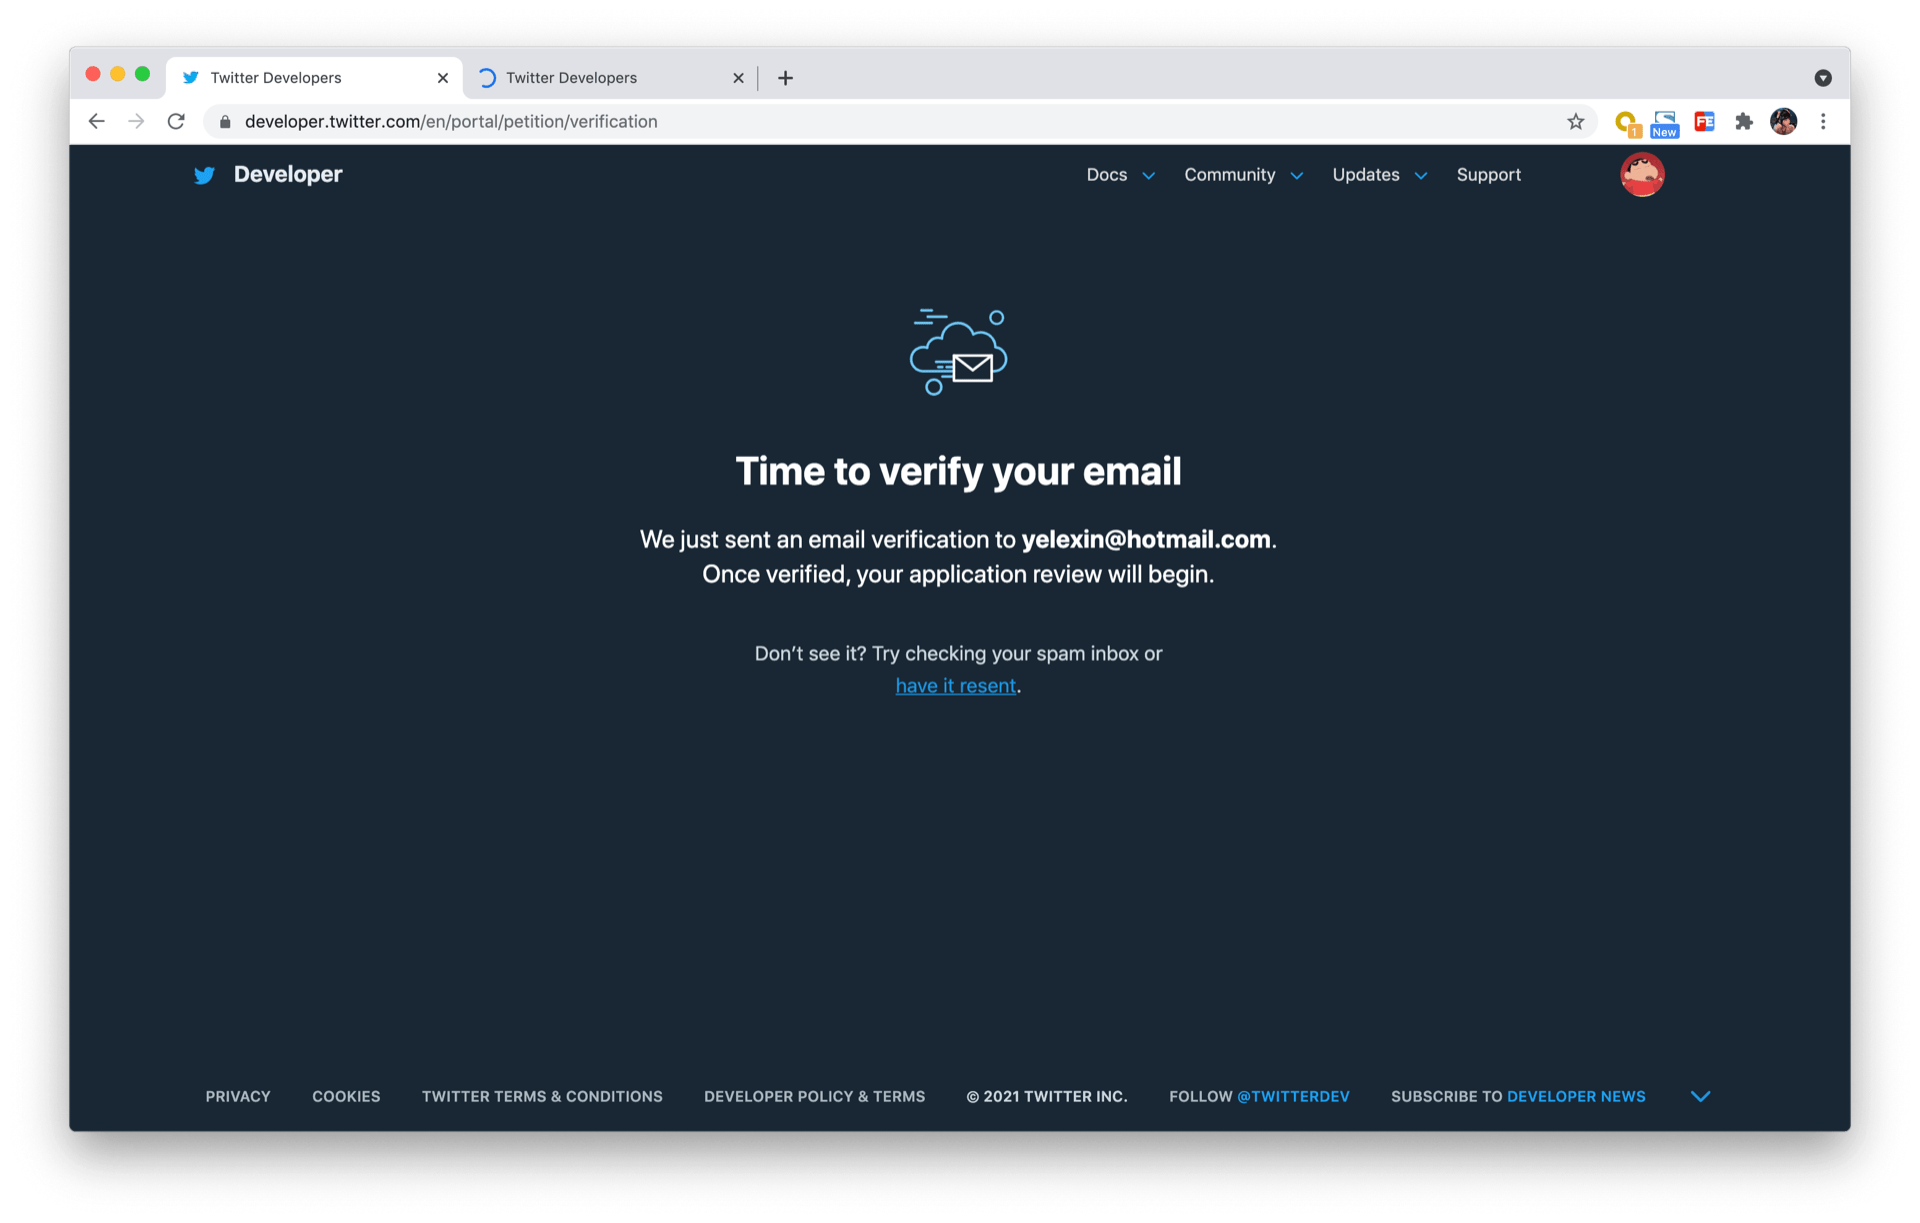 Twitter Developers
Twitter Developers
developer.twitter.com/en/portal/petition/verification
1
New
FE
Developer
Docs
Community
Updates
Support
Time to verify your email
We just sent an email verification to yelexin@hotmail.com.
Once verified, your application review will begin.
Don’t see it? Try checking your spam inbox or
have it resent.
PRIVACY
COOKIES
TWITTER TERMS & CONDITIONS
DEVELOPER POLICY & TERMS
© 2021 TWITTER INC.
FOLLOW @TWITTERDEV
SUBSCRIBE TO DEVELOPER NEWS